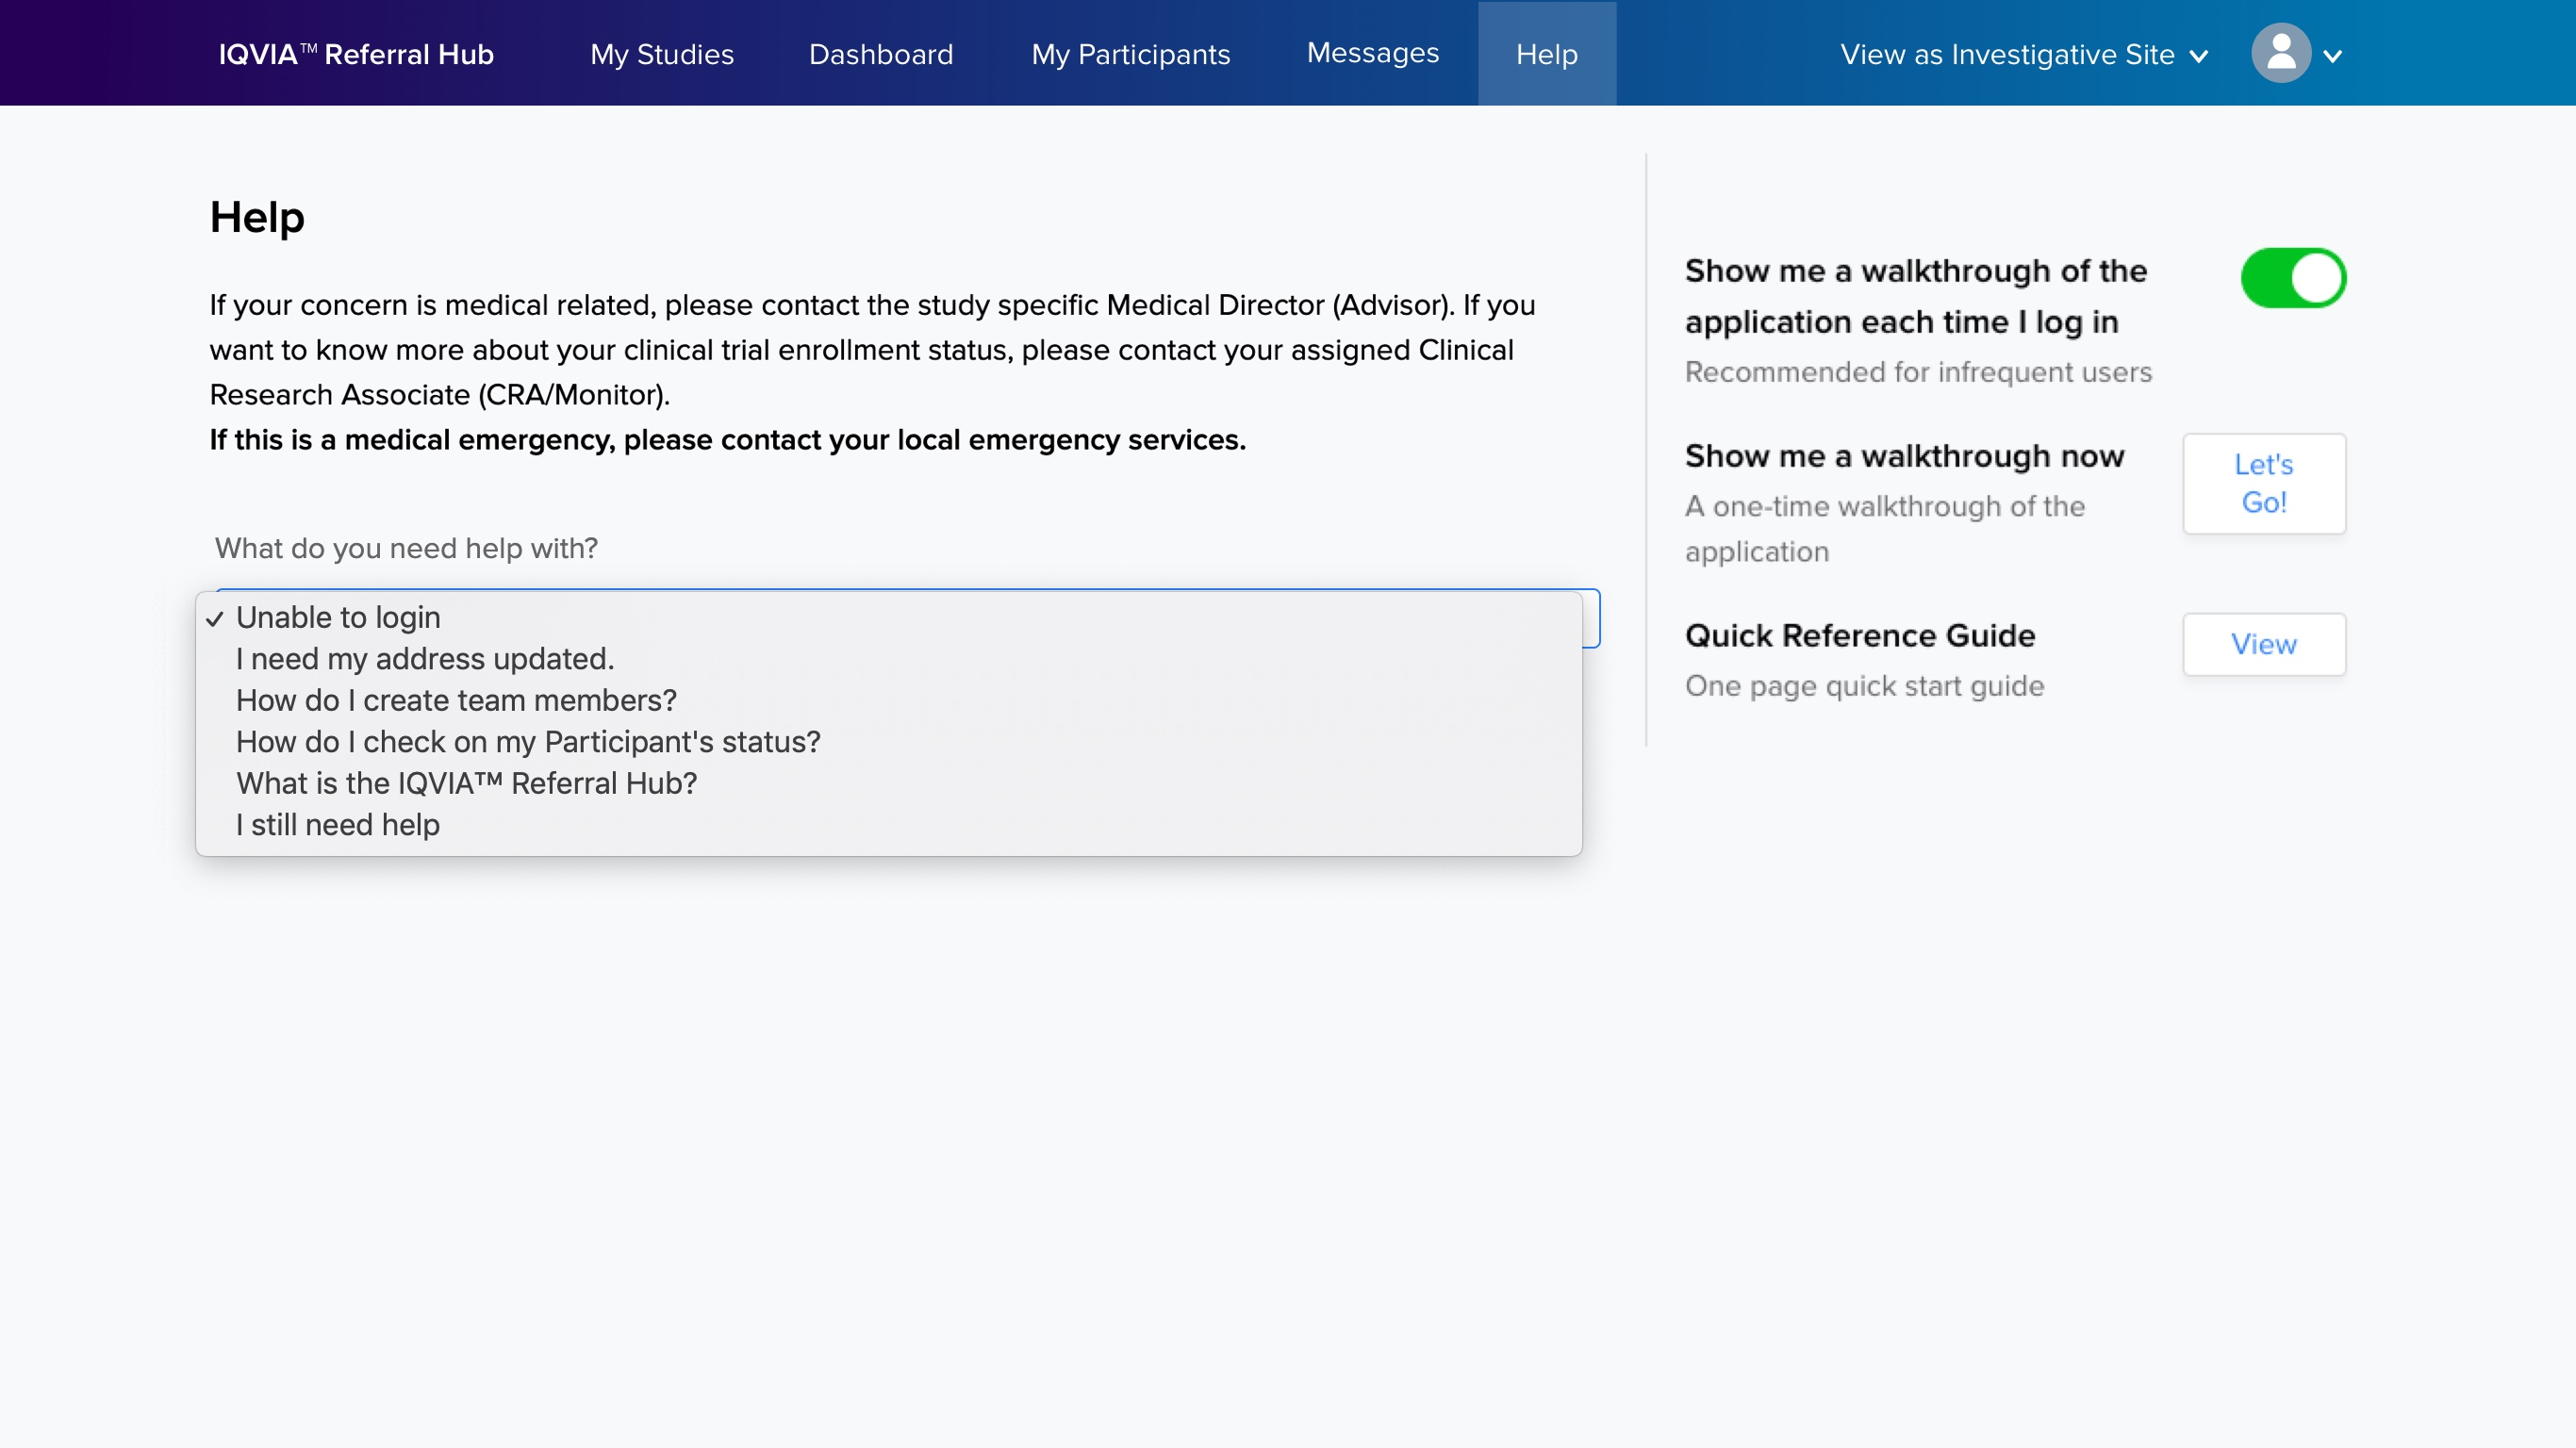 IQVIA™ Referral Hub
My Studies
Dashboard
My Participants
Messages
Help
View as Investigative Site
Help
If your concern is medical related, please contact the study specific Medical Director (Advisor). If you
want to know more about your clinical trial enrollment status, please contact your assigned Clinical
Research Associate (CRA/Monitor).
If this is a medical emergency, please contact your local emergency services.
What do you need help with?
✓ Unable to login
I need my address updated.
How do I create team members?
How do I check on my Participant's status?
What is the IQVIA™ Referral Hub?
I still need help
Show me a walkthrough of the
application each time I log in
Recommended for infrequent users
Show me a walkthrough now
A one-time walkthrough of the
application
Let's
Go!
Quick Reference Guide
One page quick start guide
View